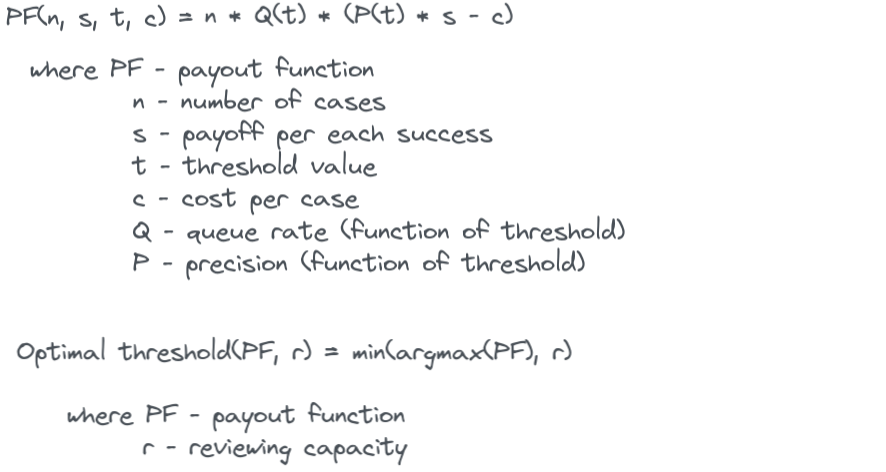 PF(n, s, t, c) = n * Q(t) * (P(t) * s - c)
where PF - payout function
n - number of cases
s - payoff per each success
t - threshold value
c - cost per case
Q - queue rate (function of threshold)
P - precision (function of threshold)
Optimal threshold(PF, r) = min(argmax(PF), r)
where PF - payout function
r - reviewing capacity